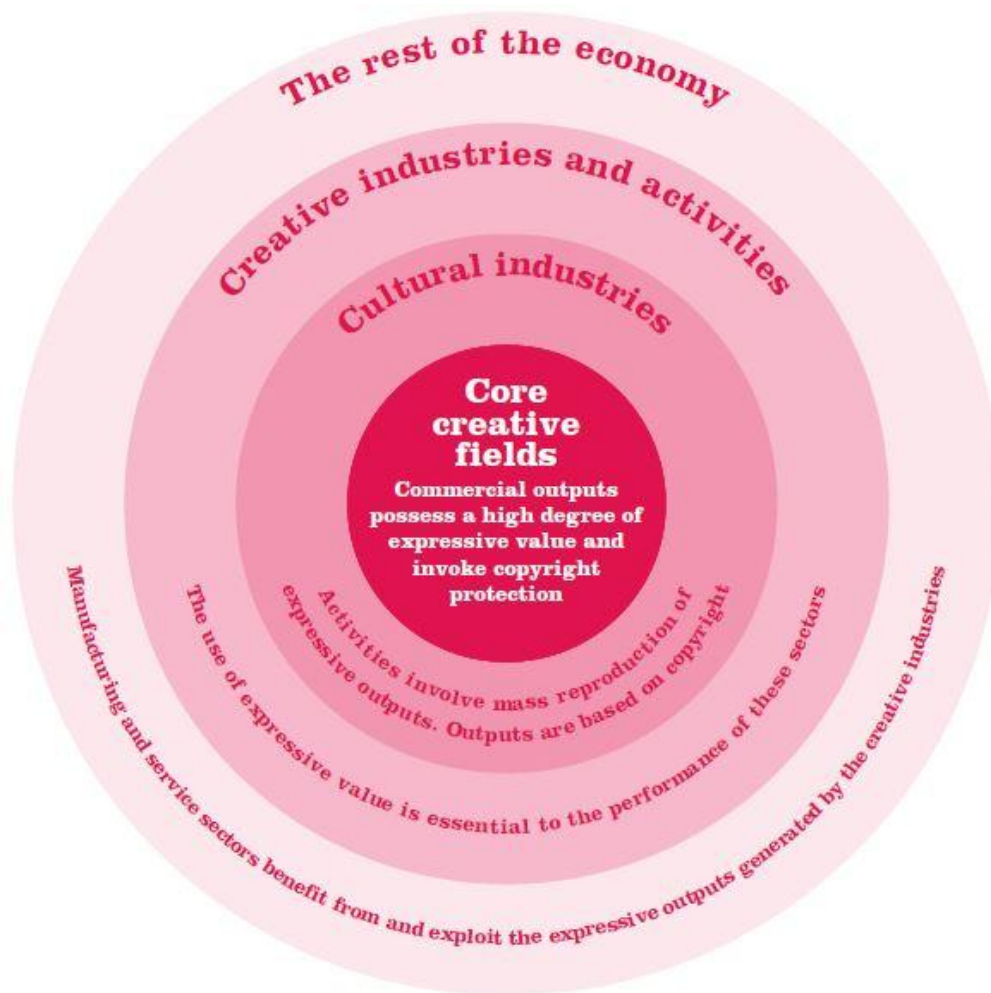 The rest of the economy
Creative industries and activities
Cultural industries
Core
creative
fields
Commercial outputs
possess a high degree of
expressive value and
invoke copyright
protection
Activities involve mass reproduction of
expressive outputs. Outputs are based on copyright
The use of expressive value is essential to the performance of these sectors
Manufacturing and service sectors benefit from and exploit the expressive outputs generated by the creative industries